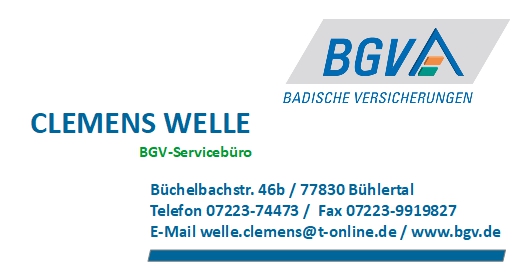 BGV
BADISCHE VERSICHERUNGEN
CLEMENS WELLE
BGV-Servicebüro
Büchelbachstr. 46b / 77830 Bühlertal
Telefon 07223-74473 / Fax 07223-9919827
E-Mail welle.clemens@t-online.de / www.bgv.de